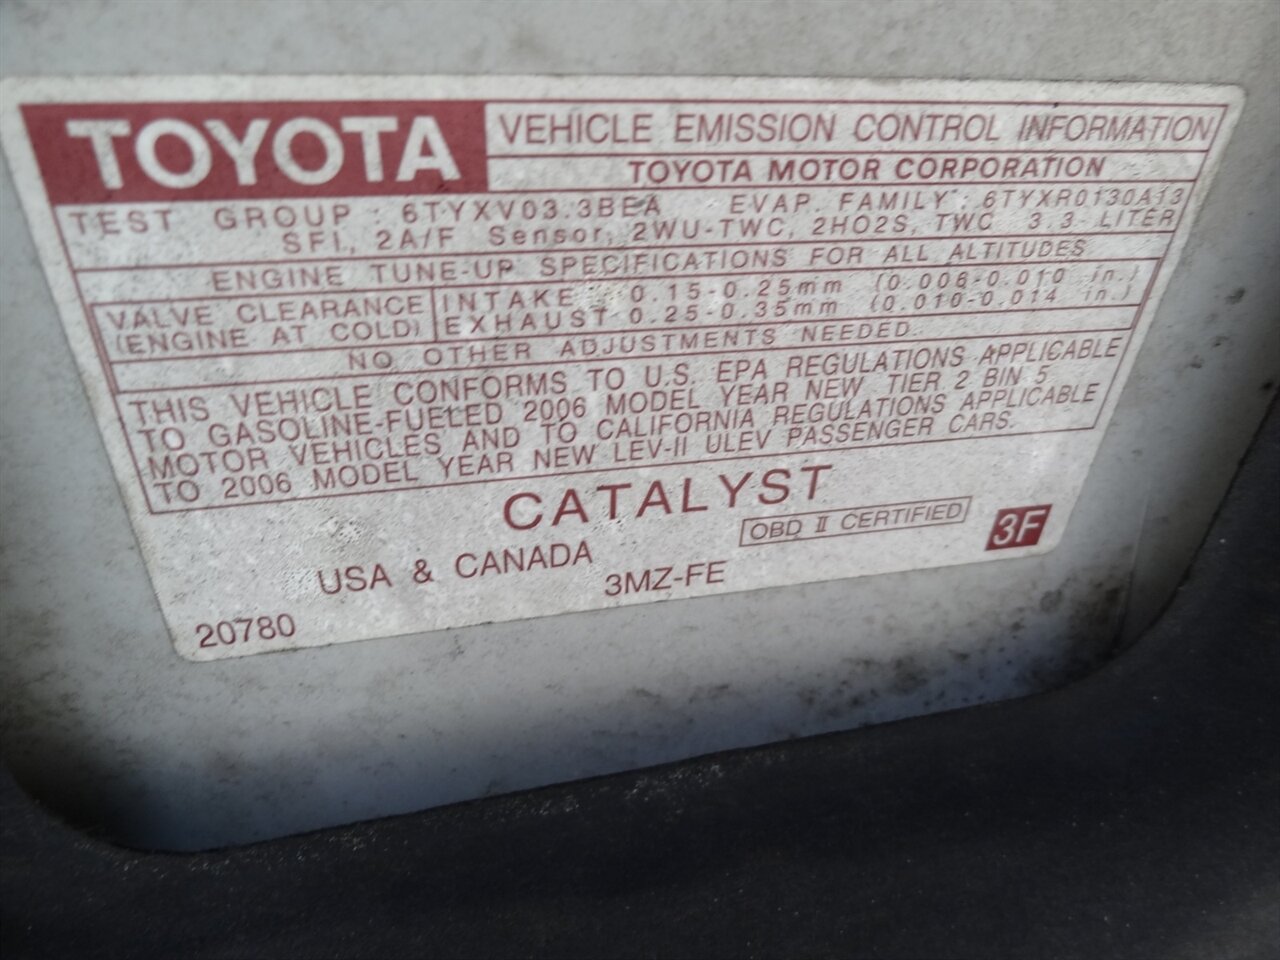 TOYOTA
VEHICLE EMISSION CONTROL INFORMATION
TOYOTA MOTOR CORPORATION
TEST GROUP : 6TYXV03.3BEA EVAP. FAMILY : 6TYXR0130A13
SFI, 2A/F Sensor, 2WU-TWC, 2HO2S, TWC 3.3 LITER
ENGINE TUNE-UP SPECIFICATIONS FOR ALL ALTITUDES
VALVE CLEARANCE
(ENGINE AT COLD)
INTAKE : 0.15-0.25mm (0.006-0.010 in.)
EXHAUST 0.25-0.35mm (0.010-0.014 in.)
NO OTHER ADJUSTMENTS NEEDED.
THIS VEHICLE CONFORMS TO U.S. EPA REGULATIONS APPLICABLE
TO GASOLINE-FUELED 2006 MODEL YEAR NEW TIER 2 BIN 5
MOTOR VEHICLES AND TO CALIFORNIA REGULATIONS APPLICABLE
TO 2006 MODEL YEAR NEW LEV-II ULEV PASSENGER CARS.
CATALYST
OBD II CERTIFIED
3F
USA & CANADA
3MZ-FE
20780